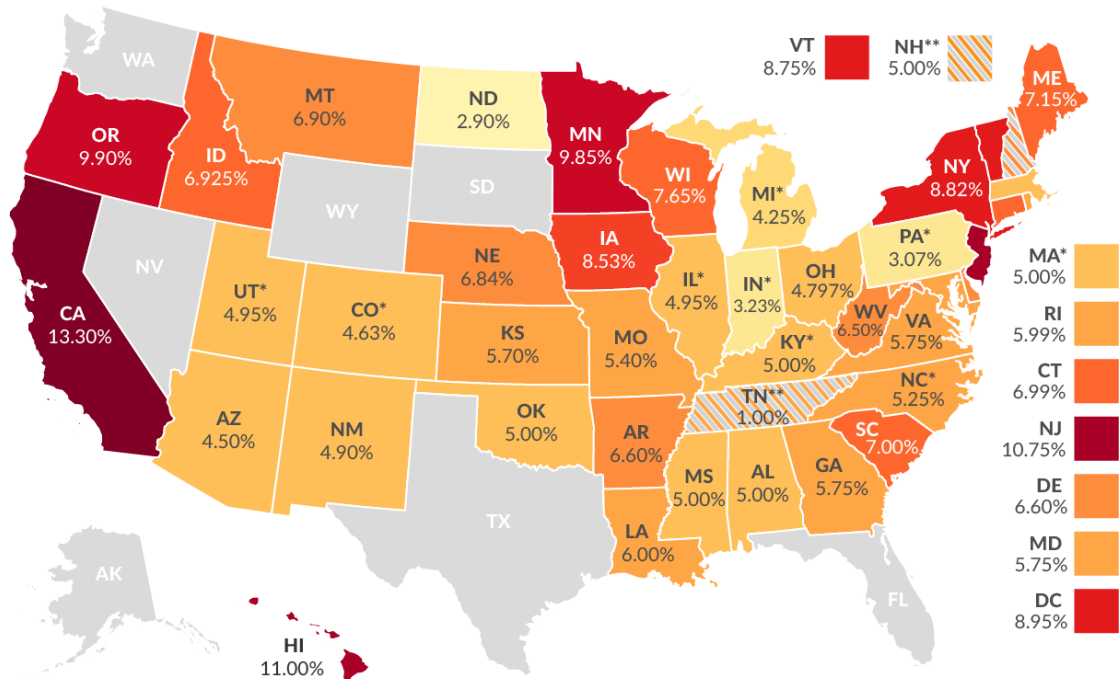 WA
VT
8.75%
NH**
5.00%
ME
7.15%
MT
6.90%
ND
2.90%
MN
9.85%
OR
9.90%
ID
6.925%
WI
7.65%
NY
8.82%
SD
WY
MI*
4.25%
IA
8.53%
PA*
3.07%
NE
6.84%
NV
UT*
4.95%
CO*
4.63%
IL*
4.95%
IN*
3.23%
OH
4.797%
MA*
5.00%
CA
13.30%
KS
5.70%
MO
5.40%
WV
6.50%
VA
5.75%
RI
5.99%
KY*
5.00%
CT
6.99%
NC*
5.25%
TN**
1.00%
AZ
4.50%
NM
4.90%
OK
5.00%
AR
6.60%
SC
7.00%
NJ
10.75%
MS
5.00%
AL
5.00%
GA
5.75%
DE
6.60%
TX
LA
6.00%
MD
5.75%
AK
FL
DC
8.95%
HI
11.00%